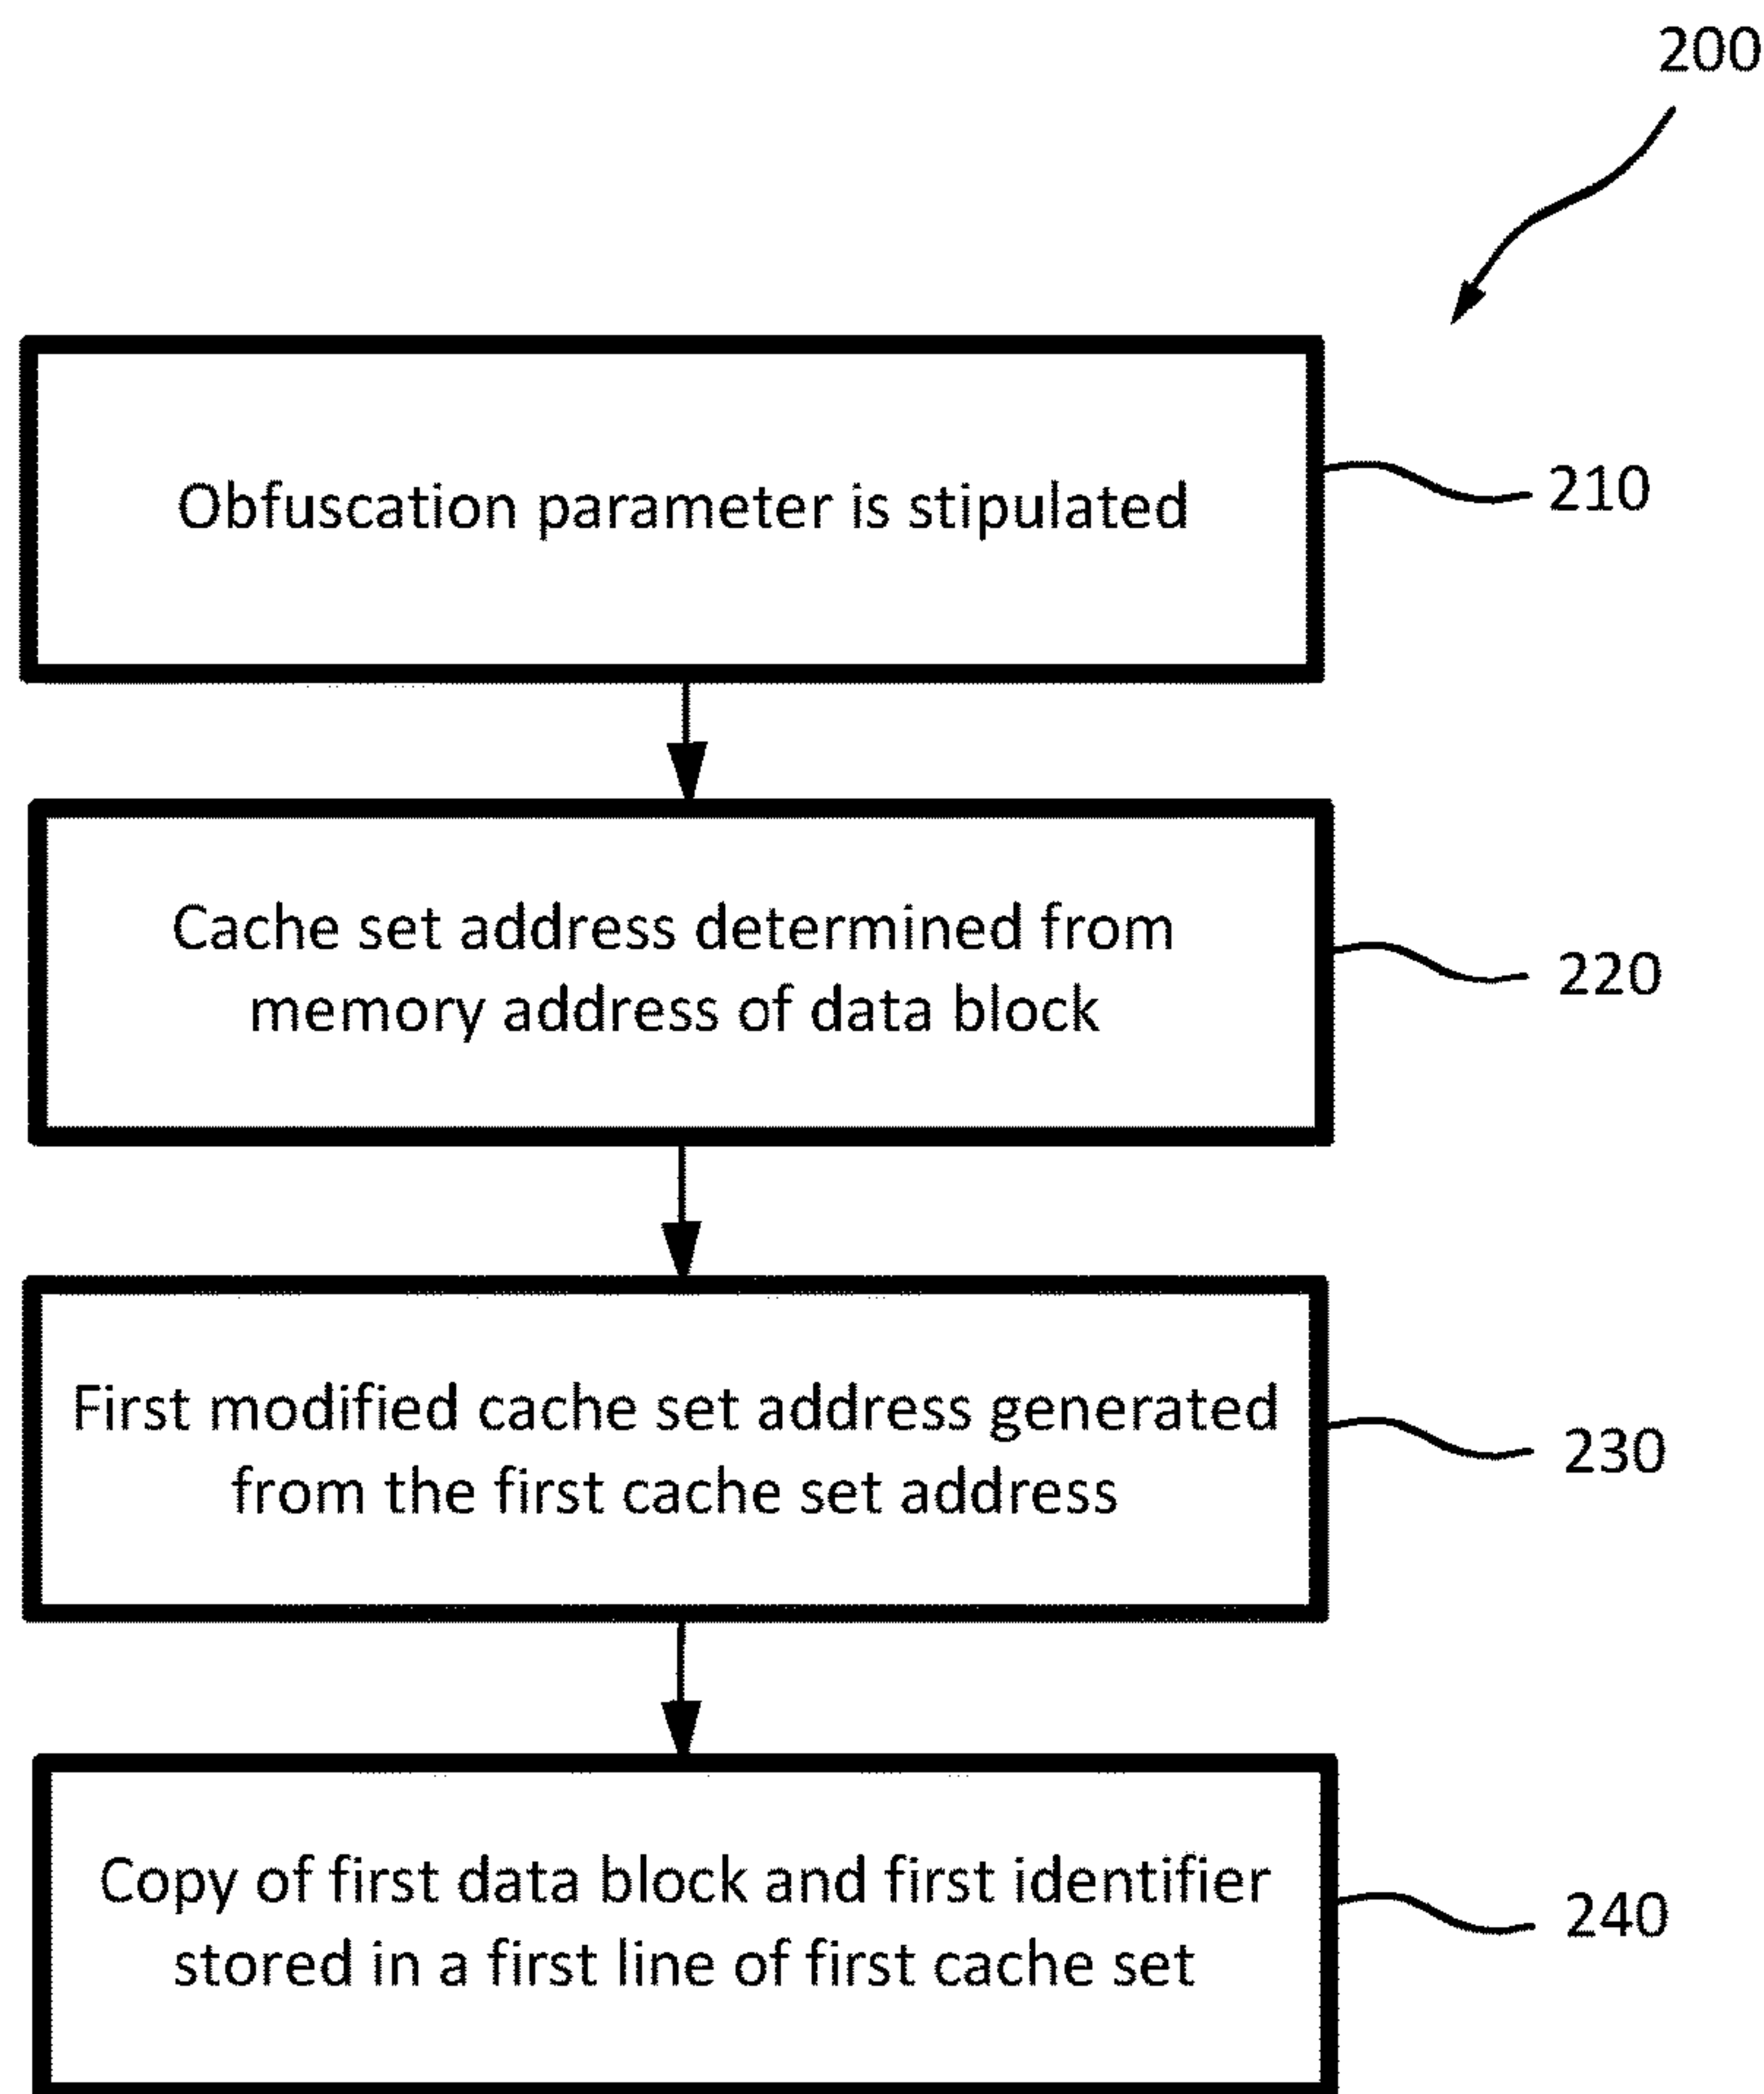 200
Obfuscation parameter is stipulated
210
Cache set address determined from
memory address of data block
220
First modified cache set address generated
from the first cache set address
230
Copy of first data block and first identifier
stored in a first line of first cache set
240